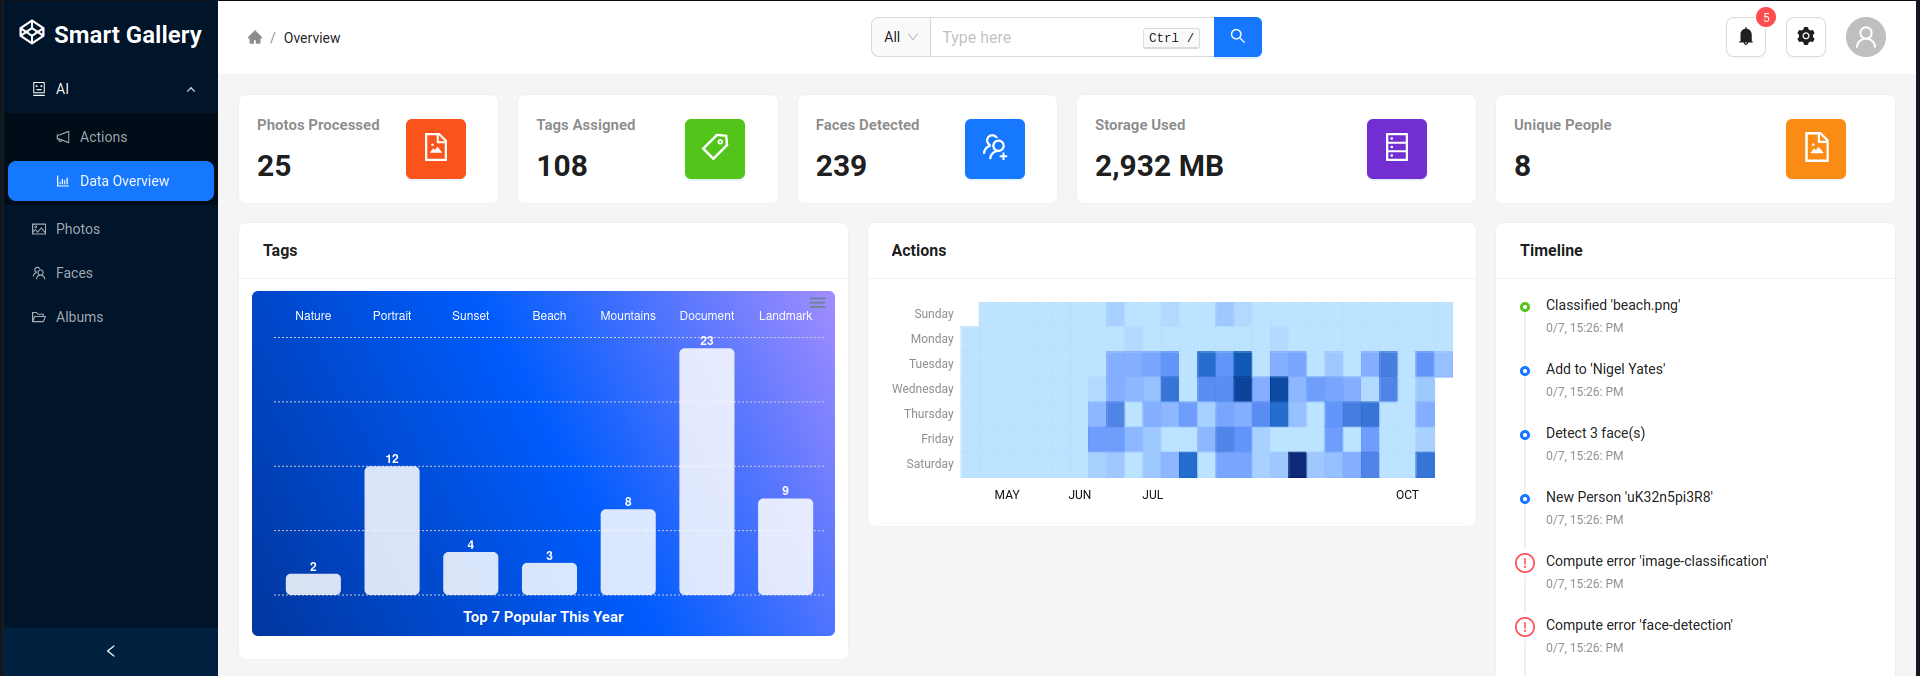 Smart Gallery
AI
Actions
Data Overview
Photos
Faces
Albums
/ Overview
All
Type here
Ctrl /
5
Photos Processed
25
Tags Assigned
108
Faces Detected
239
Storage Used
2,932 MB
Unique People
8
Tags
Nature Portrait Sunset Beach Mountains Document Landmark
2 12 4 3 8 23 9
Top 7 Popular This Year
Actions
Sunday
Monday
Tuesday
Wednesday
Thursday
Friday
Saturday
MAY JUN JUL OCT
Timeline
Classified 'beach.png'
0/7, 15:26: PM
Add to 'Nigel Yates'
0/7, 15:26: PM
Detect 3 face(s)
0/7, 15:26: PM
New Person 'uK32n5pi3R8'
0/7, 15:26: PM
Compute error 'image-classification'
0/7, 15:26: PM
Compute error 'face-detection'
0/7, 15:26: PM